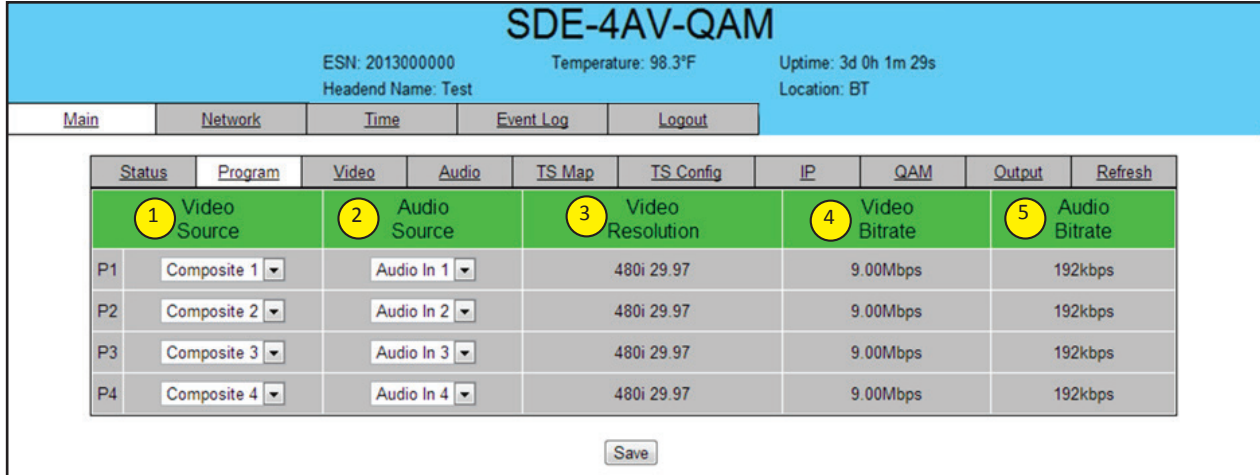 SDE-4AV-QAM
ESN: 2013000000 Temperature: 98.3°F Uptime: 3d 0h 1m 29s
Headend Name: Test Location: BT
Main Network Time Event Log Logout
Status Program Video Audio TS Map TS Config IP QAM Output Refresh
1 Video Source 2 Audio Source 3 Video Resolution 4 Video Bitrate 5 Audio Bitrate
P1 Composite 1 Audio In 1 480i 29.97 9.00Mbps 192kbps
P2 Composite 2 Audio In 2 480i 29.97 9.00Mbps 192kbps
P3 Composite 3 Audio In 3 480i 29.97 9.00Mbps 192kbps
P4 Composite 4 Audio In 4 480i 29.97 9.00Mbps 192kbps
Save